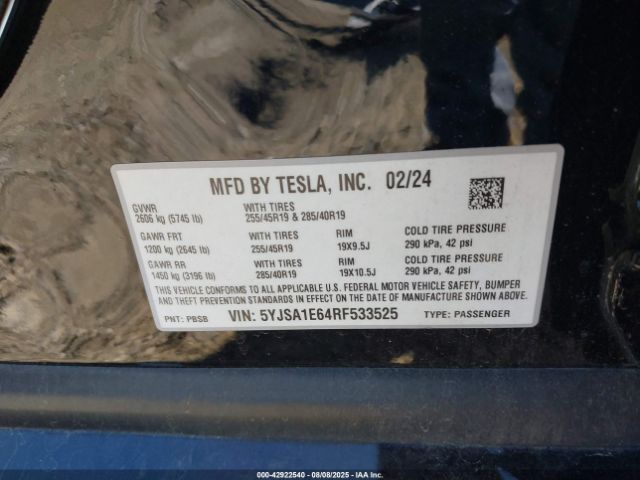 MFD BY TESLA, INC. 02/24
GVWR WITH TIRES
2606 kg (5745 lb) 255/45R19 & 285/40R19
GAWR FRT WITH TIRES RIM COLD TIRE PRESSURE
1200 kg (2645 lb) 255/45R19 19X9.5J 290 kPa, 42 psi
GAWR RR WITH TIRES RIM COLD TIRE PRESSURE
1450 kg (3196 lb) 285/40R19 19X10.5J 290 kPa, 42 psi
THIS VEHICLE CONFORMS TO ALL APPLICABLE U.S. FEDERAL MOTOR VEHICLE SAFETY, BUMPER
AND THEFT PREVENTION STANDARDS IN EFFECT ON THE DATE OF MANUFACTURE SHOWN ABOVE.
PNT: PBSB VIN: 5YJSA1E64RF533525 TYPE: PASSENGER
000-42922540 - 08/08/2025 - IAAI.COM